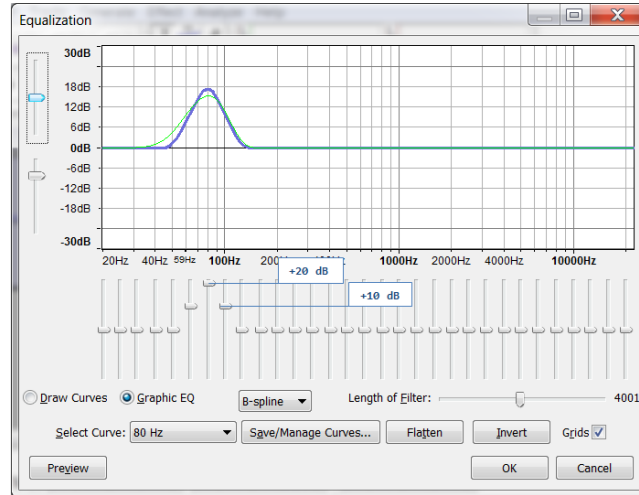 Equalization
30dB
18dB
12dB
6dB
0dB
-6dB
-12dB
-18dB
-30dB
20Hz 40Hz 59Hz 100Hz 1000Hz 2000Hz 4000Hz 10000Hz
+20 dB
+10 dB
Draw Curves Graphic EQ B-spline Length of Filter: 4001
Select Curve: 80 Hz Save/Manage Curves... Flatten Invert Grids
Preview OK Cancel